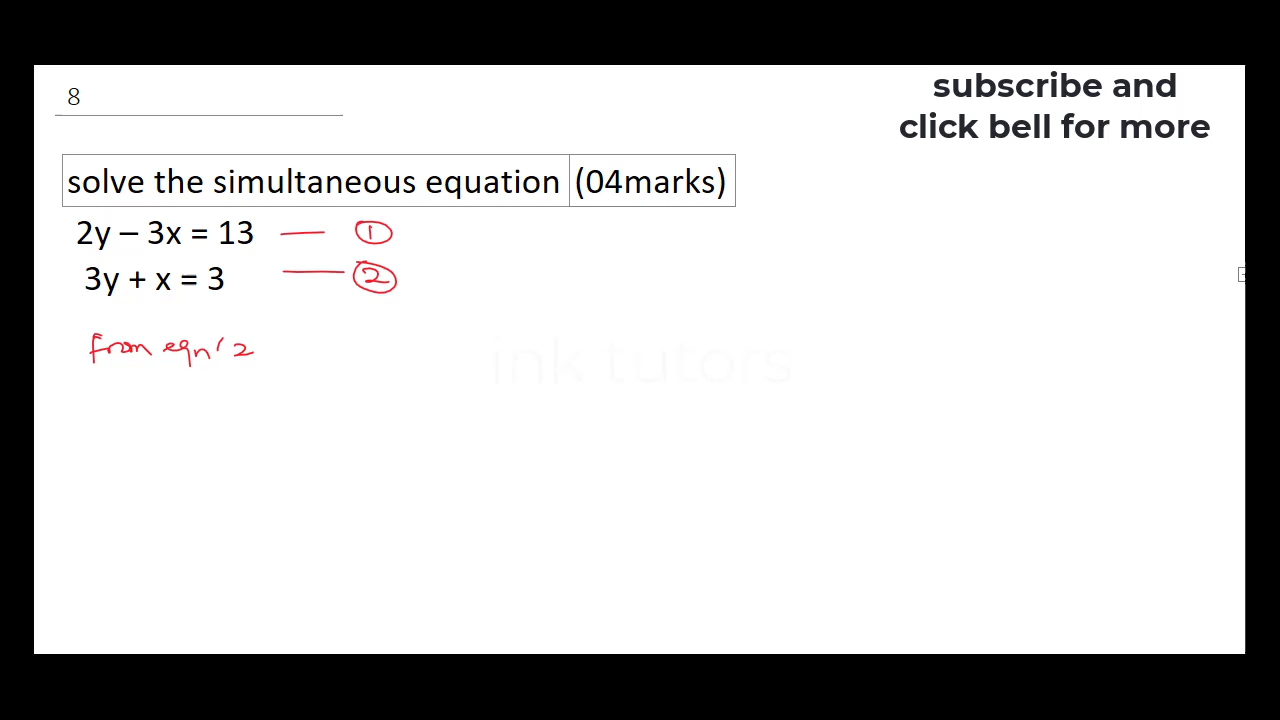 8
subscribe and
click bell for more
solve the simultaneous equation (04marks)
2y – 3x = 13 — ①
3y + x = 3 — ②
from eqn' 2
ink tutors